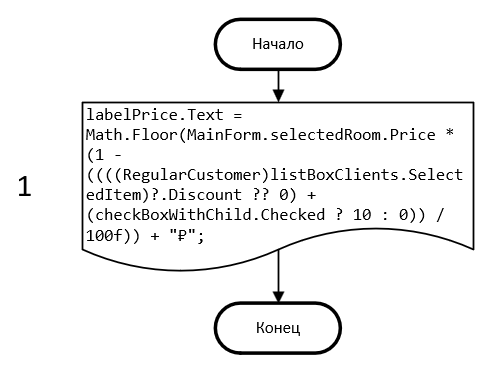 Начало
labelPrice.Text =
Math.Floor(MainForm.selectedRoom.Price *
(1 -
((((RegularCustomer)listBoxClients.Select
edItem)?.Discount ?? 0) +
(checkBoxWithChild.Checked ? 10 : 0)) /
100f)) + "₽";
1
Конец